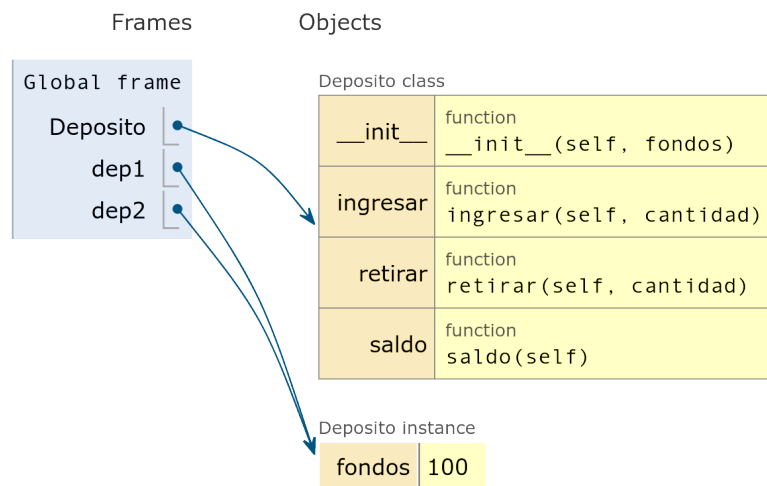 Frames Objects
Global frame
Deposito
dep1
dep2
Deposito class
__init__
function
__init__(self, fondos)
ingresar
function
ingresar(self, cantidad)
retirar
function
retirar(self, cantidad)
saldo
function
saldo(self)
Deposito instance
fondos 100